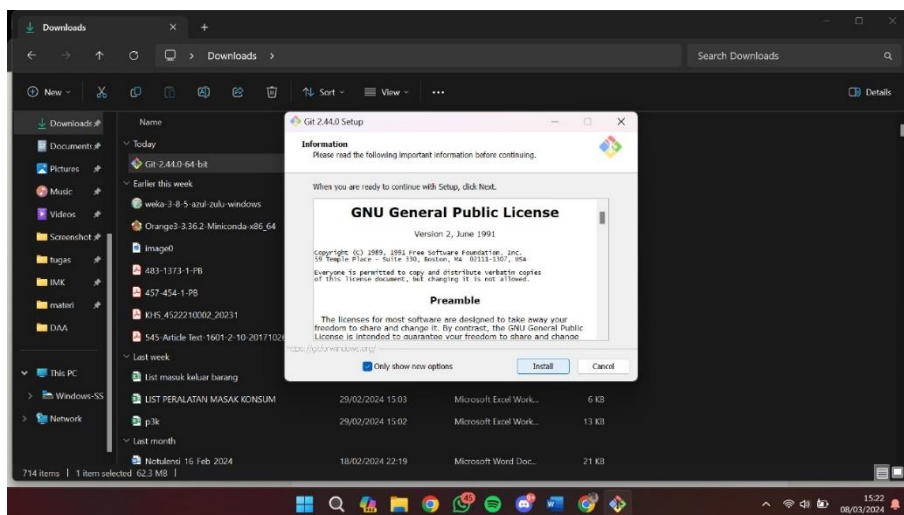 Downloads
Downloads
Search Downloads
New
Sort
View
Details
Downloads
Documents
Pictures
Music
Videos
Screenshot
tugas
IMK
materi
DAA
This PC
Windows-SS
Network
Name
Today
Git-2.44.0-64-bit
Earlier this week
weka-3-8-5-azul-zulu-windows
Orange3-3.36.2-Miniconda-x86_64
image0
483-1373-1-PB
457-454-1-PB
KHS_4522210002_20231
545-Article Text-1601-2-10-2017102
Last week
List masuk keluar barang
LIST PERALATAN MASAK KONSUM 29/02/2024 15:03 Microsoft Excel Work... 6 KB
p3k 29/02/2024 15:02 Microsoft Excel Work... 13 KB
Last month
Notulensi 16 Feb 2024 18/02/2024 22:19 Microsoft Word Doc... 21 KB
714 items 1 item selected 62.3 MB
Git 2.44.0 Setup
Information
Please read the following important information before continuing.
When you are ready to continue with Setup, click Next.
GNU General Public License
Version 2, June 1991
Copyright (C) 1989, 1991 Free Software Foundation, Inc.
59 Temple Place - Suite 330, Boston, MA 02111-1307, USA
Everyone is permitted to copy and distribute verbatim copies
of this license document, but changing it is not allowed.
Preamble
The licenses for most software are designed to take away your
freedom to share and change it. By contrast, the GNU General Public
License is intended to guarantee your freedom to share and change
https://gitforwindows.org/
Only show new options
Install
Cancel
45
15:22
08/03/2024